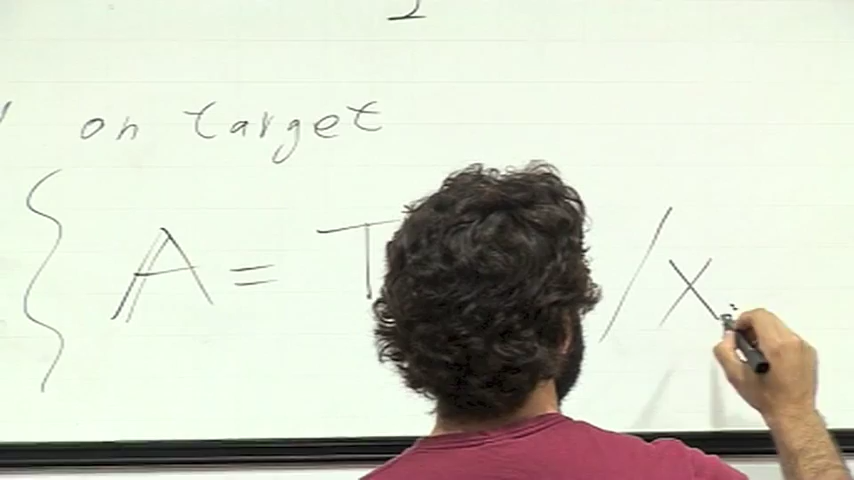 on target
{ A = T / x